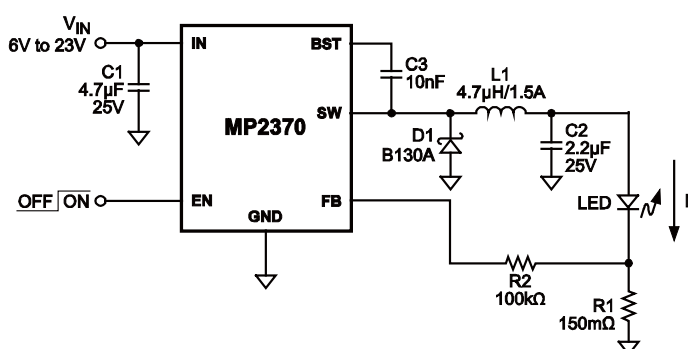 VIN
6V to 23V
C1
4.7µF
25V
IN
BST
C3
10nF
L1
4.7µH/1.5A
MP2370
SW
D1
B130A
C2
2.2µF
25V
OFF ON
EN
FB
GND
LED
R2
100kΩ
R1
150mΩ